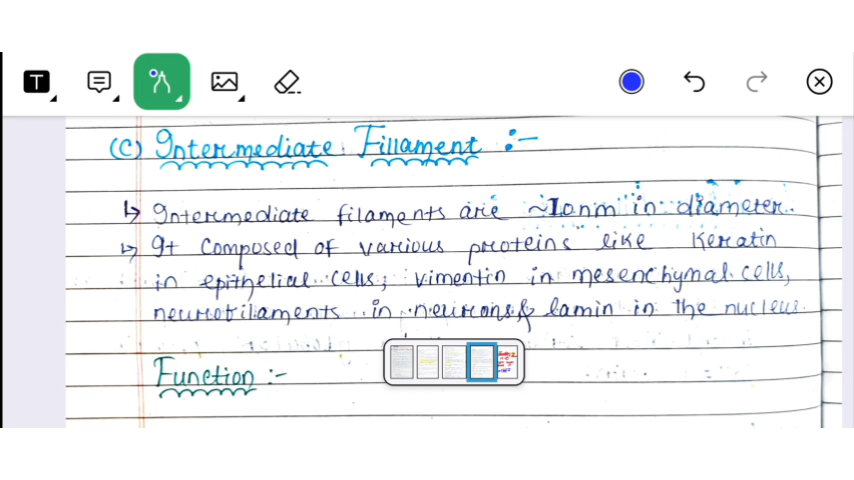 T
(C) Intermediate Fillament :-
↳ Intermediate filaments are ~10nm in diameter.
↳ It Composed of various proteins like Keratin
in epithelial cells, vimentin in mesenchymal cells,
neurofilaments in neurons & lamin in the nucleus.
Function :-